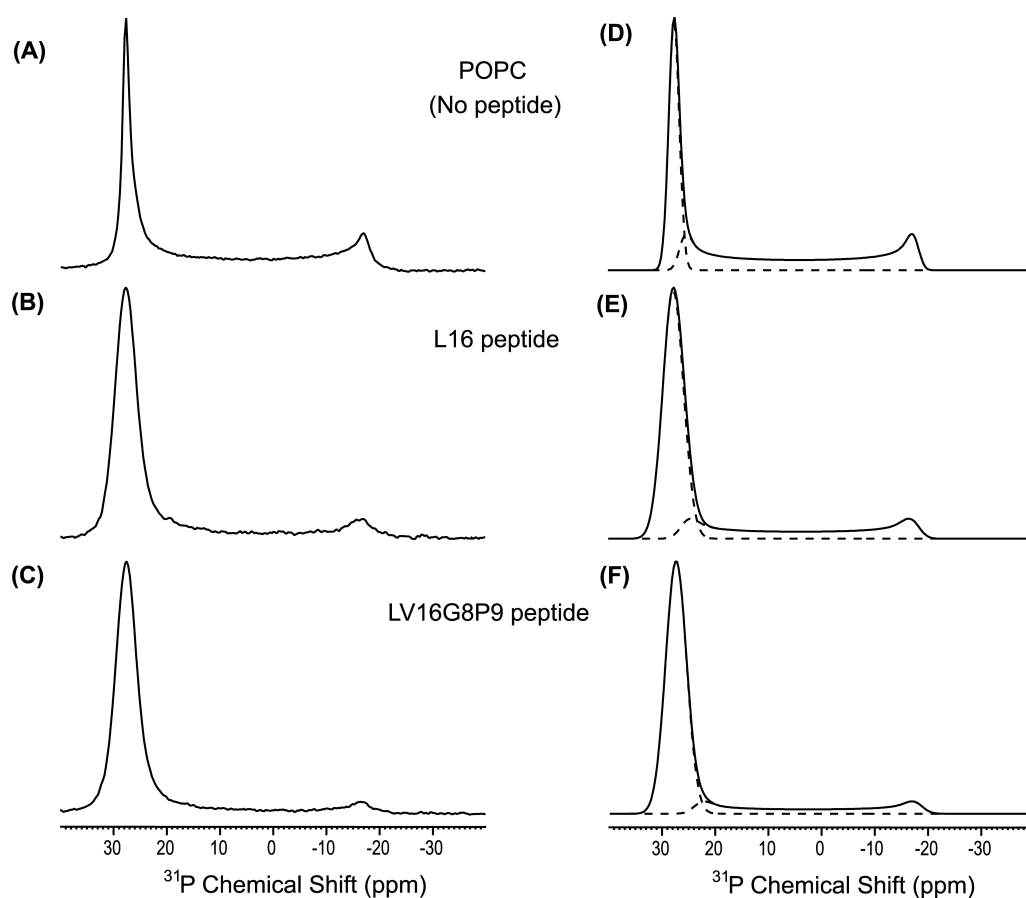 (A)
(D)
POPC
(No peptide)
(B)
(E)
L16 peptide
(C)
(F)
LV16G8P9 peptide
30 20 10 0 -10 -20 -30
30 20 10 0 -10 -20 -30
³¹P Chemical Shift (ppm)
³¹P Chemical Shift (ppm)